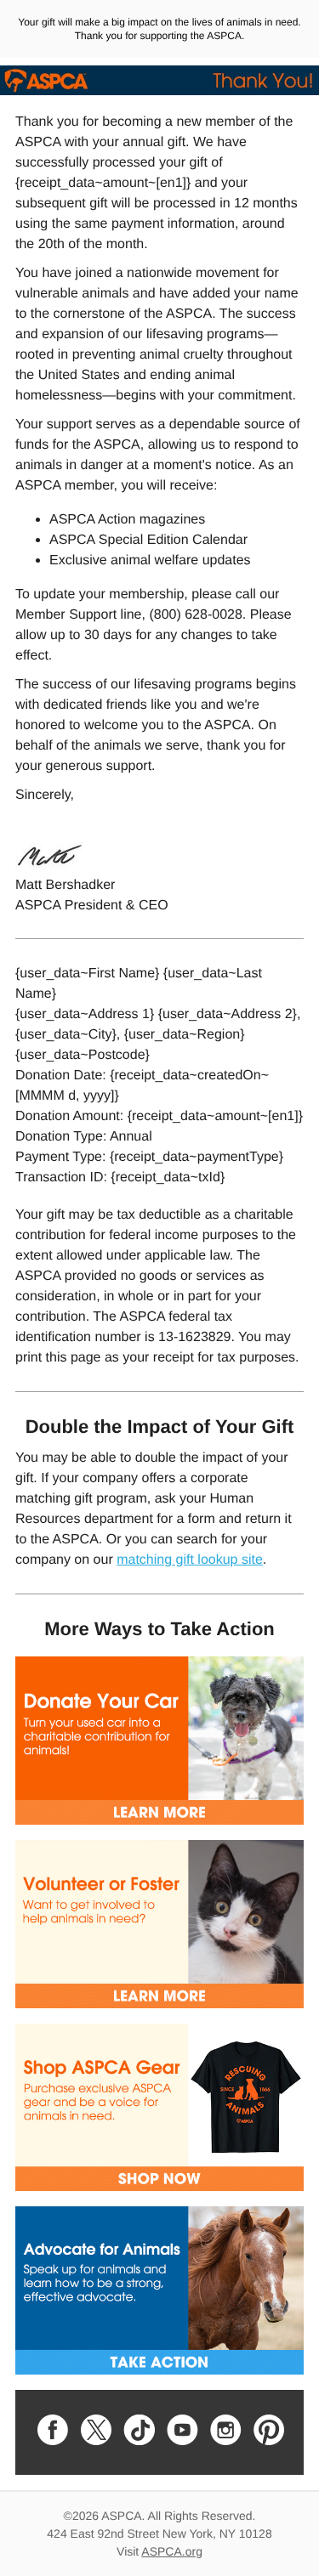 Your gift will make a big impact on the lives of animals in need.
Thank you for supporting the ASPCA.
ASPCA
Thank You!
Thank you for becoming a new member of the
ASPCA with your annual gift. We have
successfully processed your gift of
{receipt_data~amount~[en1]} and your
subsequent gift will be processed in 12 months
using the same payment information, around
the 20th of the month.
You have joined a nationwide movement for
vulnerable animals and have added your name
to the cornerstone of the ASPCA. The success
and expansion of our lifesaving programs—
rooted in preventing animal cruelty throughout
the United States and ending animal
homelessness—begins with your commitment.
Your support serves as a dependable source of
funds for the ASPCA, allowing us to respond to
animals in danger at a moment's notice. As an
ASPCA member, you will receive:
• ASPCA Action magazines
• ASPCA Special Edition Calendar
• Exclusive animal welfare updates
To update your membership, please call our
Member Support line, (800) 628-0028. Please
allow up to 30 days for any changes to take
effect.
The success of our lifesaving programs begins
with dedicated friends like you and we're
honored to welcome you to the ASPCA. On
behalf of the animals we serve, thank you for
your generous support.
Sincerely,
Matt
Matt Bershadker
ASPCA President & CEO
{user_data~First Name} {user_data~Last
Name}
{user_data~Address 1} {user_data~Address 2},
{user_data~City}, {user_data~Region}
{user_data~Postcode}
Donation Date: {receipt_data~createdOn~
[MMMM d, yyyy]}
Donation Amount: {receipt_data~amount~[en1]}
Donation Type: Annual
Payment Type: {receipt_data~paymentType}
Transaction ID: {receipt_data~txId}
Your gift may be tax deductible as a charitable
contribution for federal income purposes to the
extent allowed under applicable law. The
ASPCA provided no goods or services as
consideration, in whole or in part for your
contribution. The ASPCA federal tax
identification number is 13-1623829. You may
print this page as your receipt for tax purposes.
Double the Impact of Your Gift
You may be able to double the impact of your
gift. If your company offers a corporate
matching gift program, ask your Human
Resources department for a form and return it
to the ASPCA. Or you can search for your
company on our matching gift lookup site.
More Ways to Take Action
Donate Your Car
Turn your used car into a
charitable contribution for
animals!
LEARN MORE
Volunteer or Foster
Want to get involved to
help animals in need?
LEARN MORE
Shop ASPCA Gear
Purchase exclusive ASPCA
gear and be a voice for
animals in need.
RESCUING
SINCE 1866
ANIMALS
ASPCA
SHOP NOW
Advocate for Animals
Speak up for animals and
learn how to be a strong,
effective advocate.
TAKE ACTION
©2026 ASPCA. All Rights Reserved.
424 East 92nd Street New York, NY 10128
Visit ASPCA.org